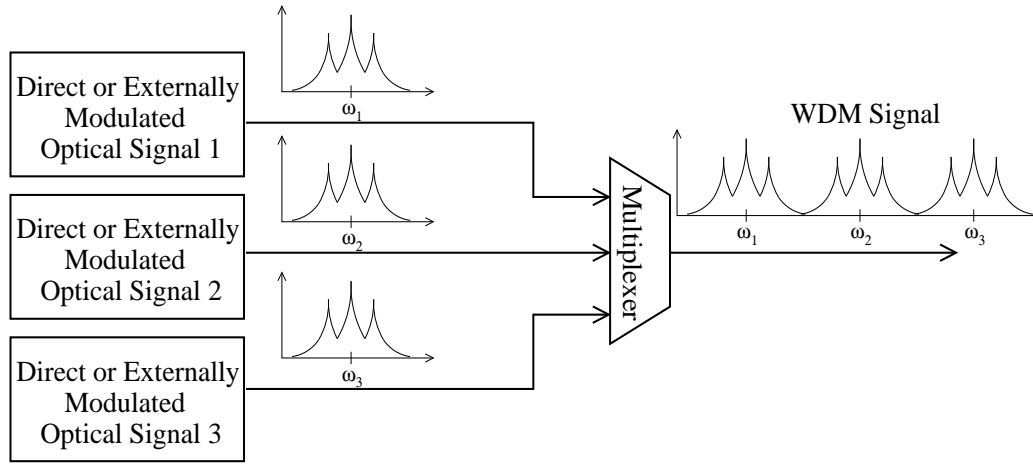 Direct or Externally
Modulated
Optical Signal 1
ω1
Direct or Externally
Modulated
Optical Signal 2
ω2
Direct or Externally
Modulated
Optical Signal 3
ω3
Multiplexer
WDM Signal
ω1 ω2 ω3